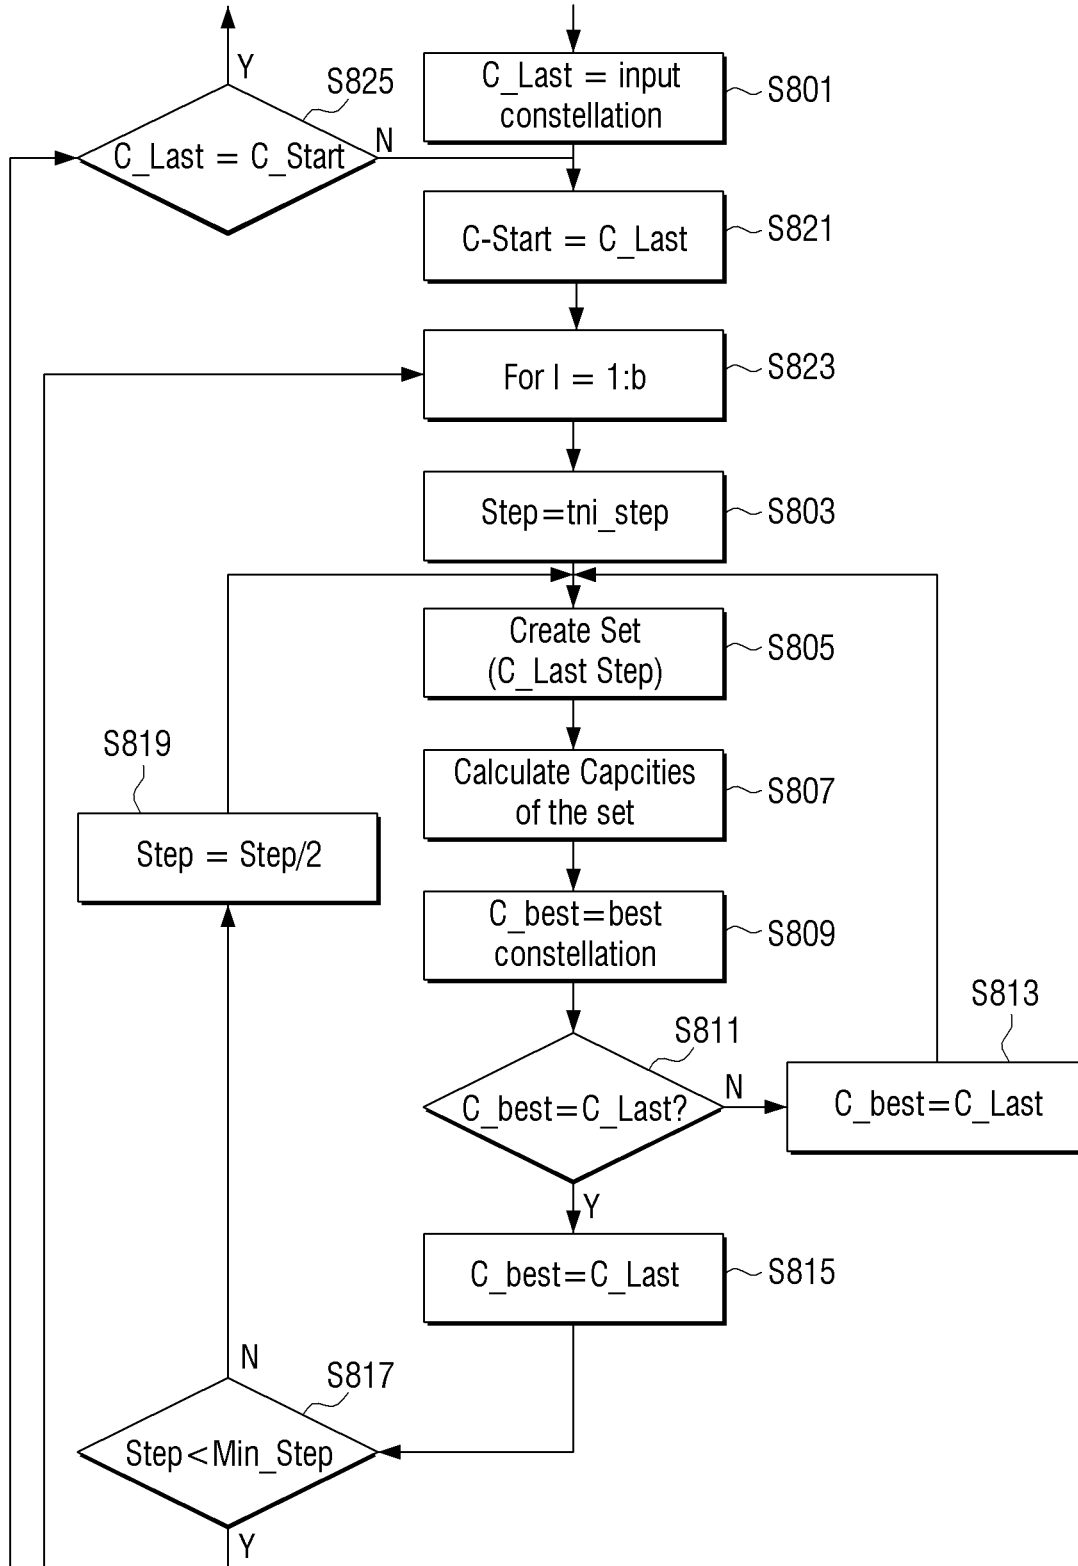 Y
S825
C_Last = C_Start
N
C_Last = input
constellation
S801
C-Start = C_Last
S821
For I = 1:b
S823
Step=tni_step
S803
Create Set
(C_Last Step)
S805
S819
Step = Step/2
Calculate Capcities
of the set
S807
C_best=best
constellation
S809
S811
C_best=C_Last?
N
S813
C_best=C_Last
Y
C_best=C_Last
S815
N
S817
Step<Min_Step
Y